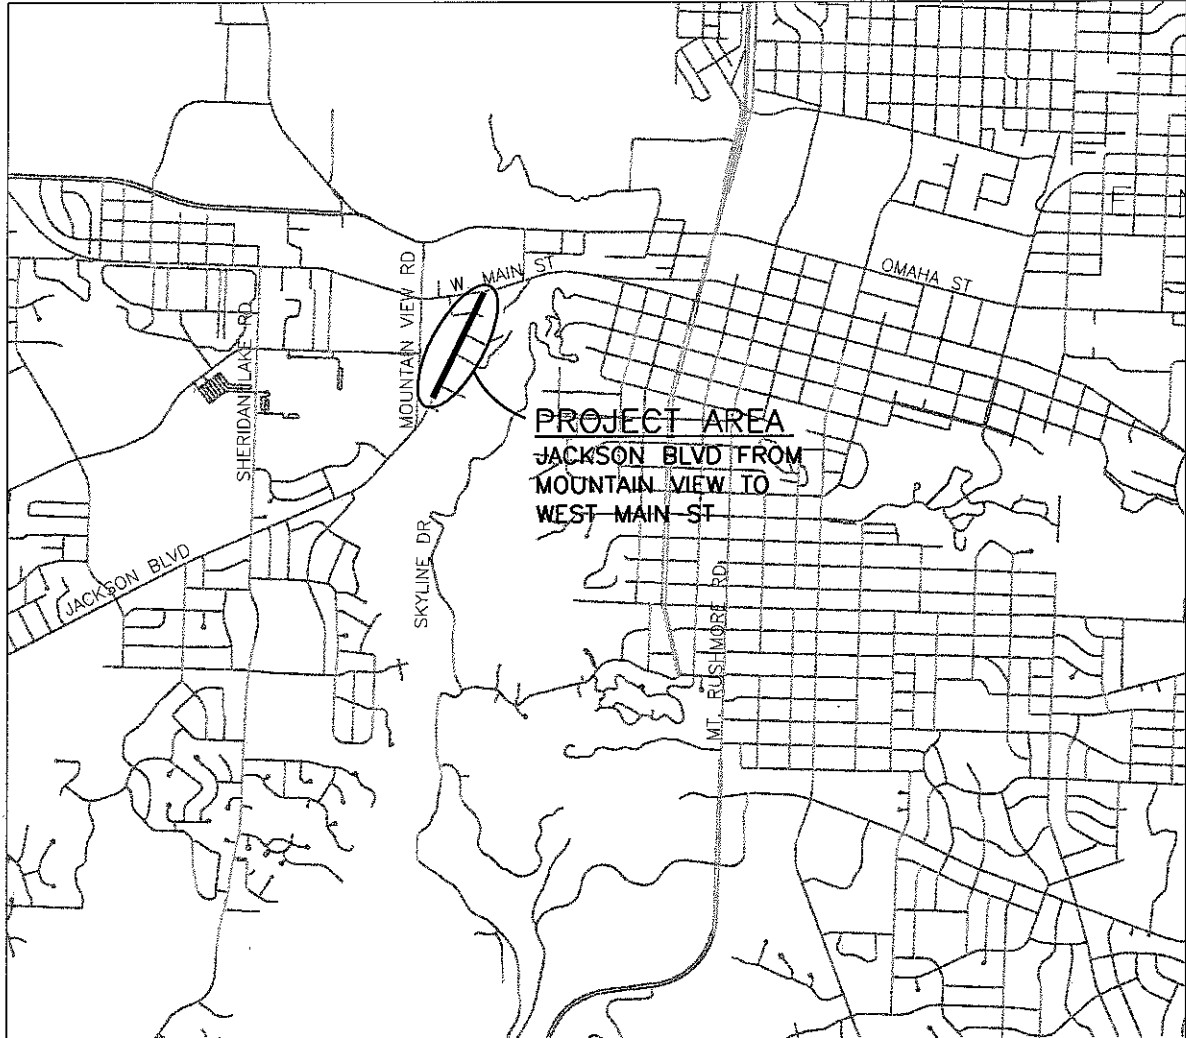 F
OMAHA ST
W MAIN ST
MOUNTAIN VIEW RD
SHERIDAN LAKE RD
PROJECT AREA
JACKSON BLVD FROM
MOUNTAIN VIEW TO
WEST MAIN ST
SKYLINE DR
JACKSON BLVD
MT. RUSHMORE RD